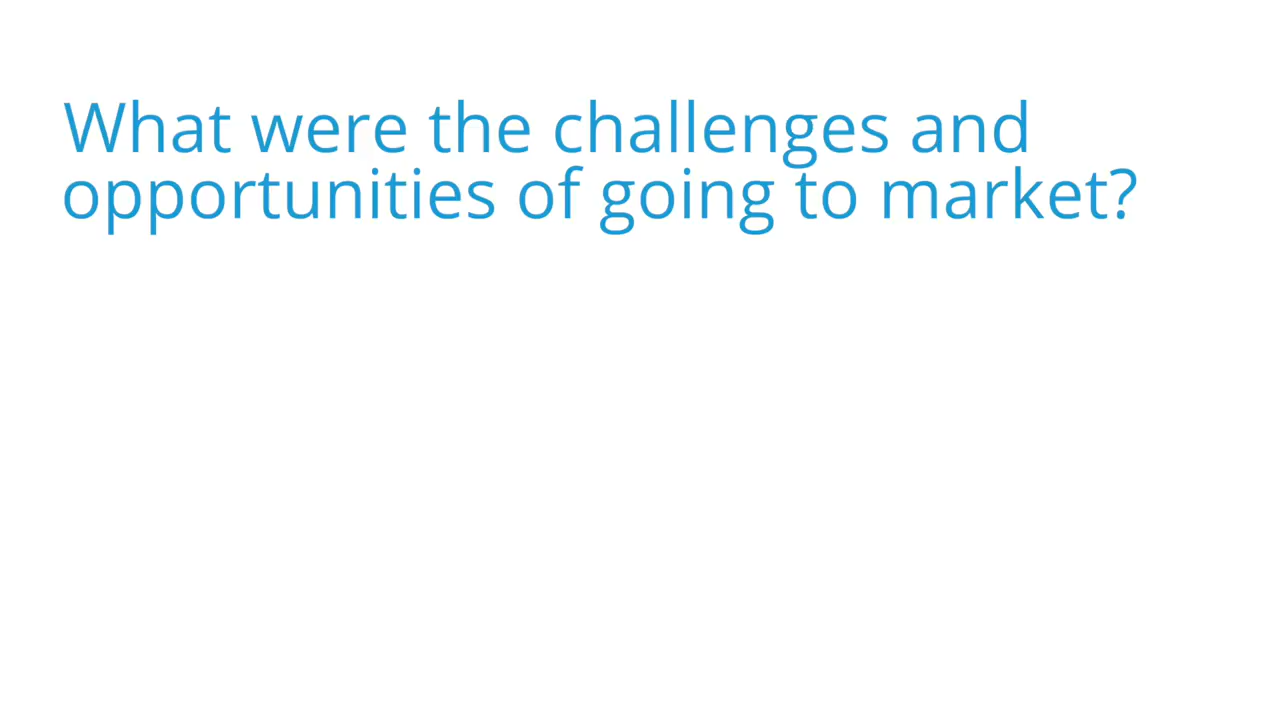 What were the challenges and
opportunities of going to market?